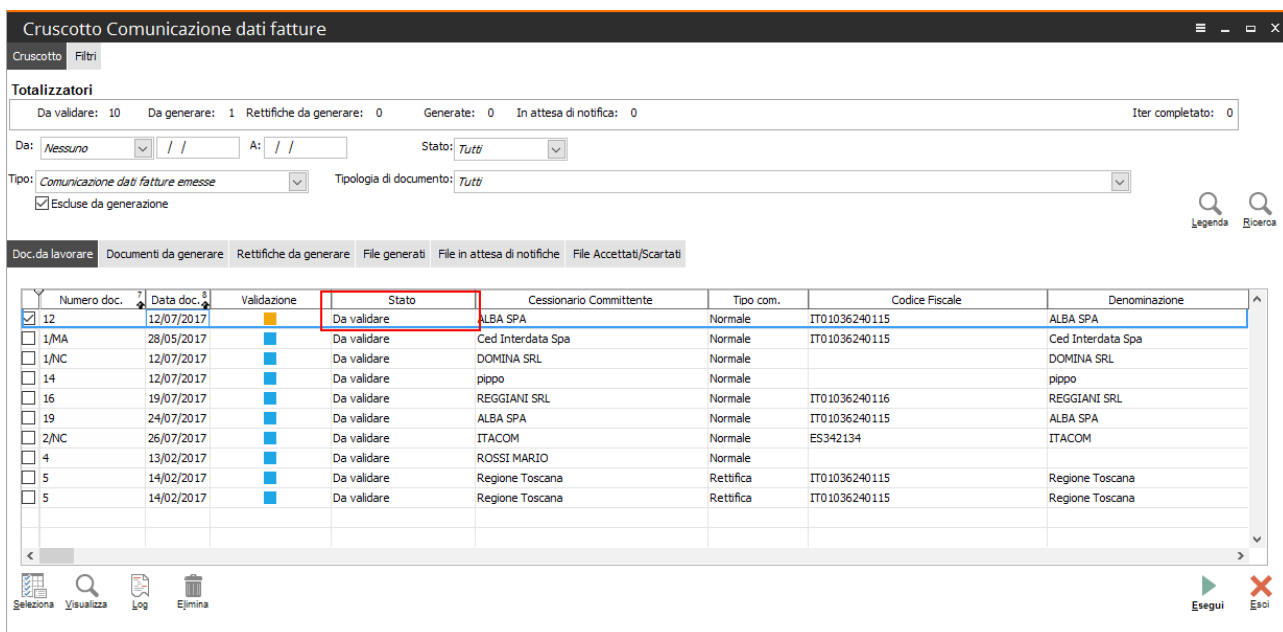 Cruscotto Comunicazione dati fatture
Cruscotto Filtri
Totalizzatori
Da validare: 10 Da generare: 1 Rettifiche da generare: 0 Generate: 0 In attesa di notifica: 0 Iter completato: 0
Da: Nessuno / / A: / / Stato: Tutti
Tipo: Comunicazione dati fatture emesse Tipologia di documento: Tutti
Escluse da generazione
Legenda Ricerca
Doc.da lavorare Documenti da generare Rettifiche da generare File generati File in attesa di notifiche File Accettati/Scartati
Numero doc. 7 Data doc. 8 Validazione Stato Cessionario Committente Tipo com. Codice Fiscale Denominazione
12 12/07/2017 Da validare ALBA SPA Normale IT01036240115 ALBA SPA
1/MA 28/05/2017 Da validare Ced Interdata Spa Normale IT01036240115 Ced Interdata Spa
1/NC 12/07/2017 Da validare DOMINA SRL Normale DOMINA SRL
14 12/07/2017 Da validare pippo Normale pippo
16 19/07/2017 Da validare REGGIANI SRL Normale IT01036240116 REGGIANI SRL
19 24/07/2017 Da validare ALBA SPA Normale IT01036240115 ALBA SPA
2/NC 26/07/2017 Da validare ITACOM Normale ES342134 ITACOM
4 13/02/2017 Da validare ROSSI MARIO Normale
5 14/02/2017 Da validare Regione Toscana Rettifica IT01036240115 Regione Toscana
5 14/02/2017 Da validare Regione Toscana Rettifica IT01036240115 Regione Toscana
Seleziona Visualizza Log Elimina Esegui Esci